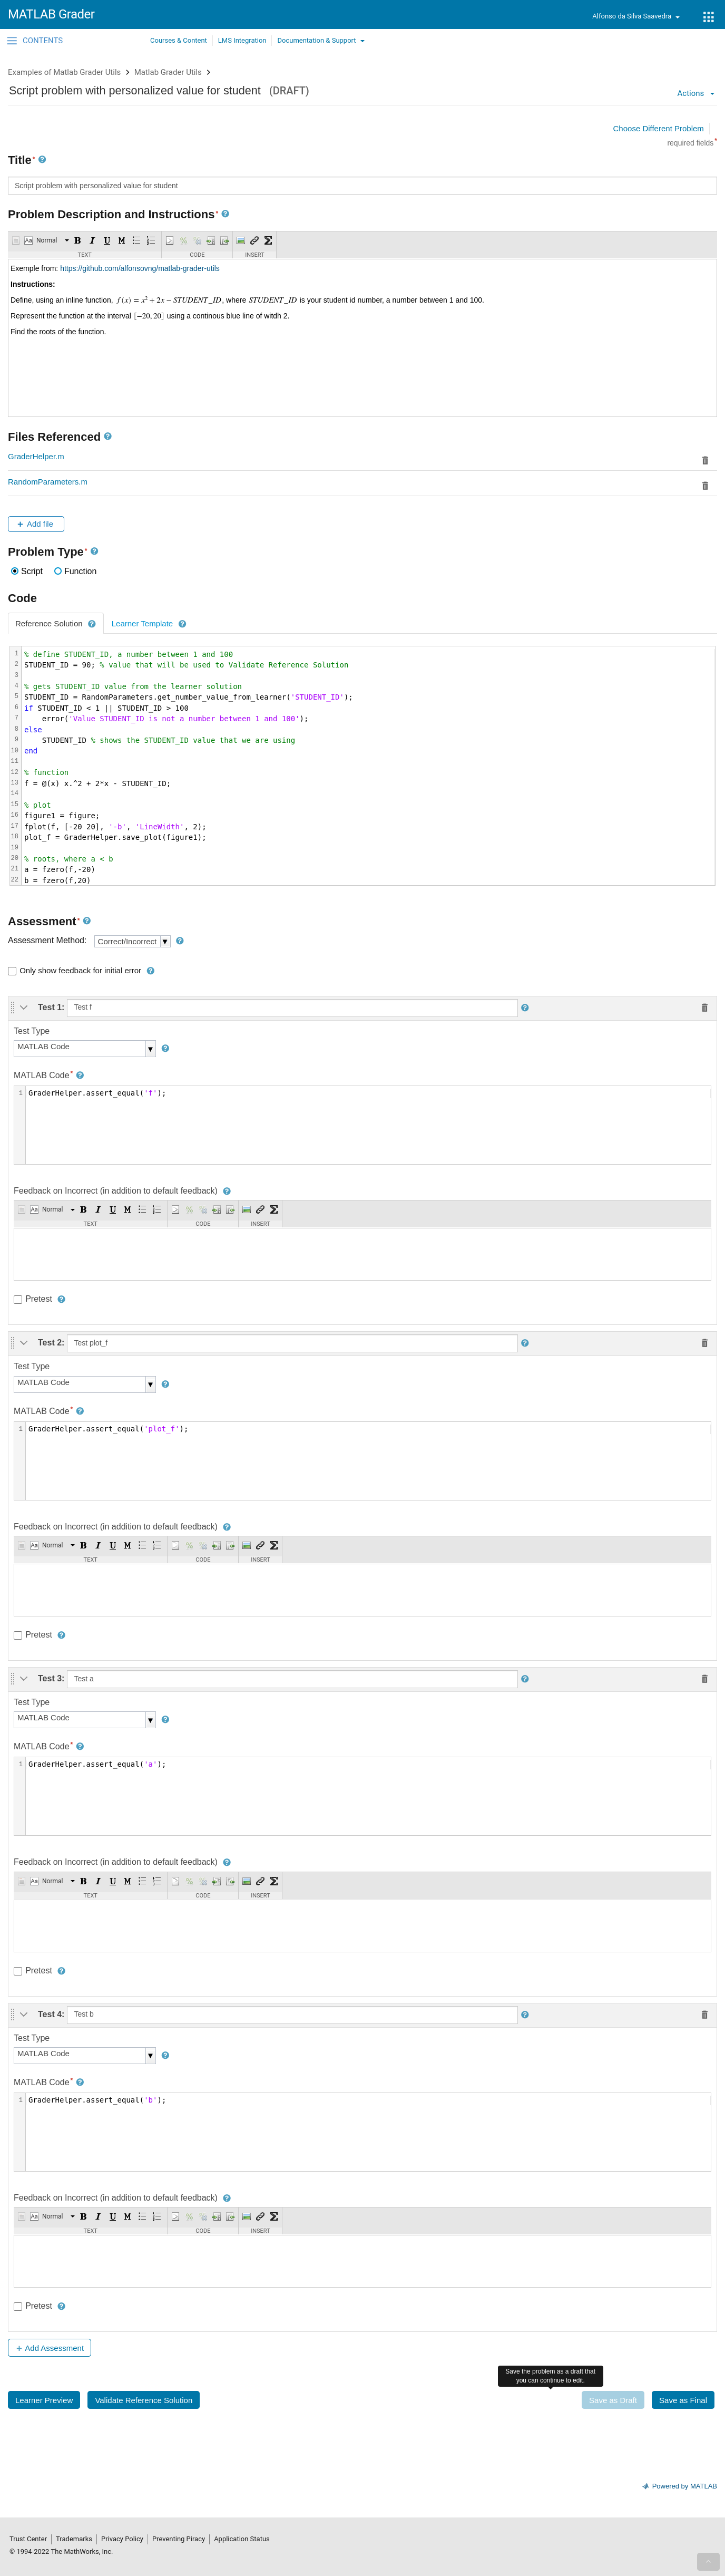 MATLAB Grader
Alfonso da Silva Saavedra
CONTENTS
Courses & Content LMS Integration Documentation & Support
Examples of Matlab Grader Utils > Matlab Grader Utils >
Script problem with personalized value for student (DRAFT)
Actions
Choose Different Problem
required fields*
Title*
Script problem with personalized value for student
Problem Description and Instructions*
Normal B I U M
TEXT CODE INSERT
Exemple from: https://github.com/alfonsovng/matlab-grader-utils
Instructions:
Define, using an inline function, f(x) = x² + 2x − STUDENT_ID, where STUDENT_ID is your student id number, a number between 1 and 100.
Represent the function at the interval [−20, 20] using a continous blue line of witdh 2.
Find the roots of the function.
Files Referenced
GraderHelper.m
RandomParameters.m
+ Add file
Problem Type*
Script Function
Code
Reference Solution Learner Template
1 % define STUDENT_ID, a number between 1 and 100
2 STUDENT_ID = 90; % value that will be used to Validate Reference Solution
3
4 % gets STUDENT_ID value from the learner solution
5 STUDENT_ID = RandomParameters.get_number_value_from_learner('STUDENT_ID');
6 if STUDENT_ID < 1 || STUDENT_ID > 100
7 error('Value STUDENT_ID is not a number between 1 and 100');
8 else
9 STUDENT_ID % shows the STUDENT_ID value that we are using
10 end
11
12 % function
13 f = @(x) x.^2 + 2*x - STUDENT_ID;
14
15 % plot
16 figure1 = figure;
17 fplot(f, [-20 20], '-b', 'LineWidth', 2);
18 plot_f = GraderHelper.save_plot(figure1);
19
20 % roots, where a < b
21 a = fzero(f,-20)
22 b = fzero(f,20)
Assessment*
Assessment Method: Correct/Incorrect
Only show feedback for initial error
Test 1: Test f
Test Type
MATLAB Code
MATLAB Code*
1 GraderHelper.assert_equal('f');
Feedback on Incorrect (in addition to default feedback)
Normal B I U M
TEXT CODE INSERT
Pretest
Test 2: Test plot_f
Test Type
MATLAB Code
MATLAB Code*
1 GraderHelper.assert_equal('plot_f');
Feedback on Incorrect (in addition to default feedback)
Normal B I U M
TEXT CODE INSERT
Pretest
Test 3: Test a
Test Type
MATLAB Code
MATLAB Code*
1 GraderHelper.assert_equal('a');
Feedback on Incorrect (in addition to default feedback)
Normal B I U M
TEXT CODE INSERT
Pretest
Test 4: Test b
Test Type
MATLAB Code
MATLAB Code*
1 GraderHelper.assert_equal('b');
Feedback on Incorrect (in addition to default feedback)
Normal B I U M
TEXT CODE INSERT
Pretest
+ Add Assessment
Save the problem as a draft that
you can continue to edit.
Learner Preview Validate Reference Solution Save as Draft Save as Final
Powered by MATLAB
Trust Center Trademarks Privacy Policy Preventing Piracy Application Status
© 1994-2022 The MathWorks, Inc.